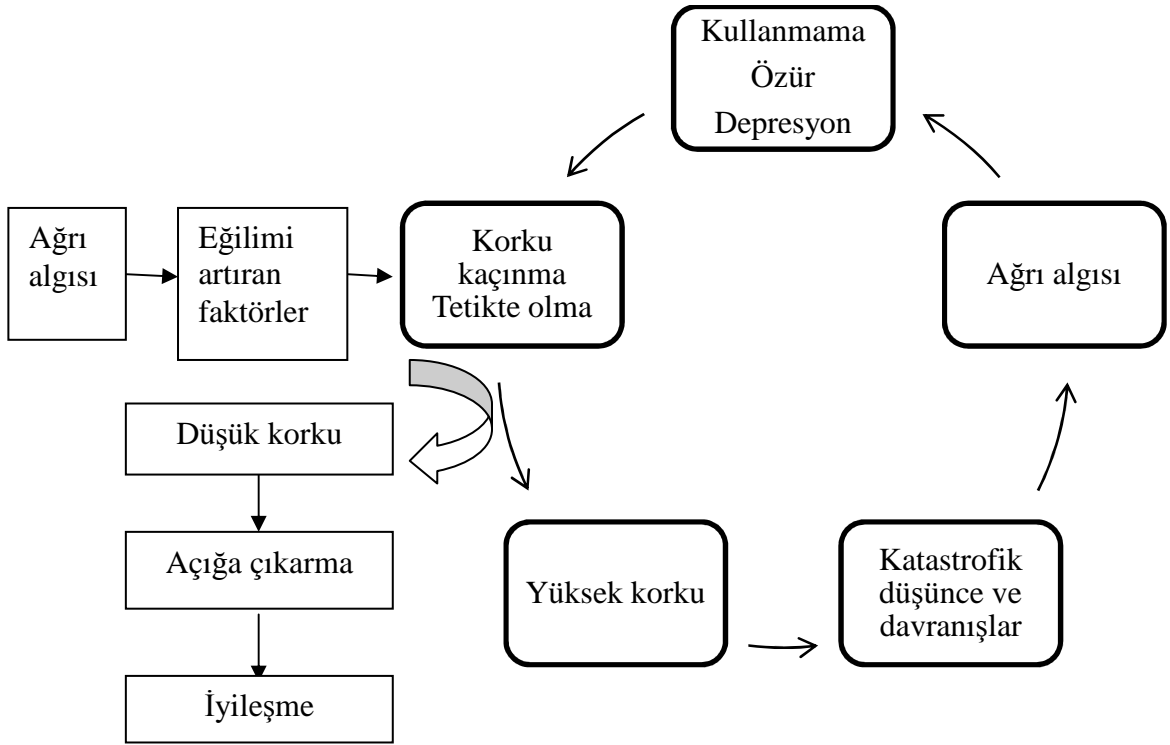 Kullanmama
Özür
Depresyon
Ağrı
algısı
Eğilimi
artıran
faktörler
Korku
kaçınma
Tetikte olma
Ağrı algısı
Düşük korku
Açığa çıkarma
İyileşme
Yüksek korku
Katastrofik
düşünce ve
davranışlar